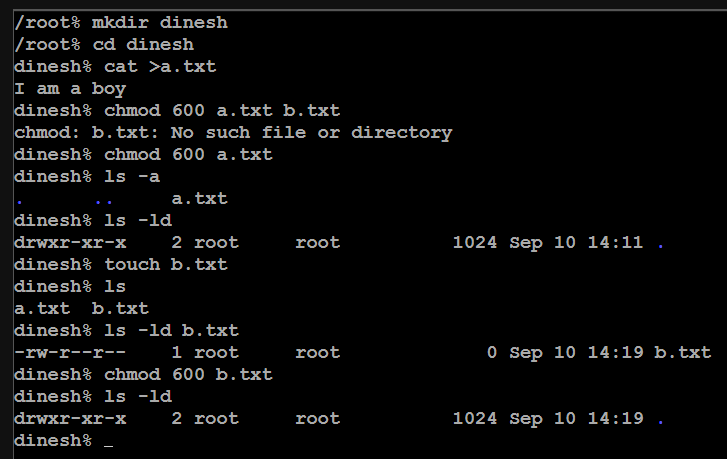 /root% mkdir dinesh
/root% cd dinesh
dinesh% cat >a.txt
I am a boy
dinesh% chmod 600 a.txt b.txt
chmod: b.txt: No such file or directory
dinesh% chmod 600 a.txt
dinesh% ls -a
.      ..     a.txt
dinesh% ls -ld
drwxr-xr-x    2 root     root          1024 Sep 10 14:11 .
dinesh% touch b.txt
dinesh% ls
a.txt  b.txt
dinesh% ls -ld b.txt
-rw-r--r--    1 root     root             0 Sep 10 14:19 b.txt
dinesh% chmod 600 b.txt
dinesh% ls -ld
drwxr-xr-x    2 root     root          1024 Sep 10 14:19 .
dinesh% _